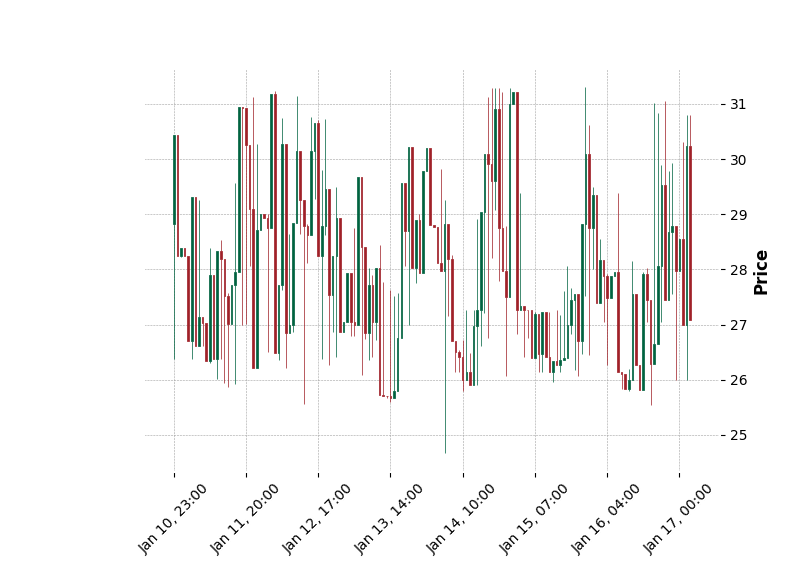 31
30
29
28
27
26
25
Price
Jan 10, 23:00
Jan 11, 20:00
Jan 12, 17:00
Jan 13, 14:00
Jan 14, 10:00
Jan 15, 07:00
Jan 16, 04:00
Jan 17, 00:00